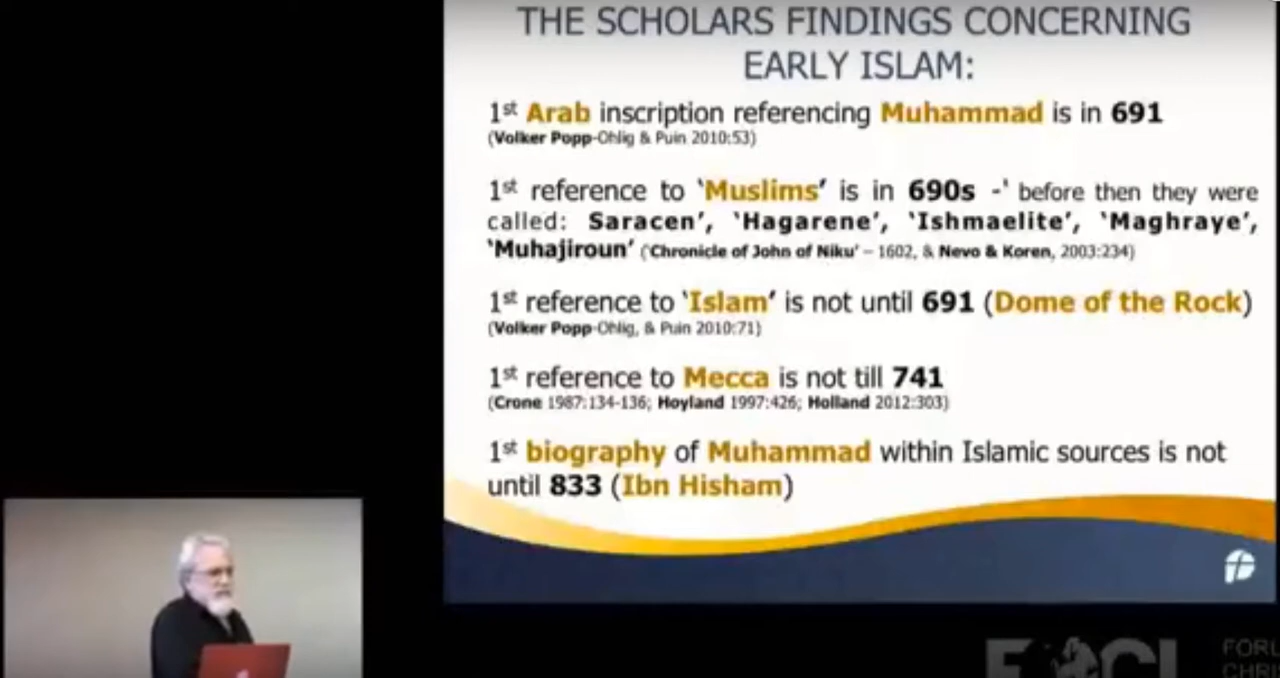 THE SCHOLARS FINDINGS CONCERNING
EARLY ISLAM:
1st Arab inscription referencing Muhammad is in 691
(Volker Popp-Ohlig & Puin 2010:53)
1st reference to 'Muslims' is in 690s -' before then they were
called: Saracen', 'Hagarene', 'Ishmaelite', 'Maghraye',
'Muhajiroun' ('Chronicle of John of Niku' – 1602, & Nevo & Koren, 2003:234)
1st reference to 'Islam' is not until 691 (Dome of the Rock)
(Volker Popp-Ohlig, & Puin 2010:71)
1st reference to Mecca is not till 741
(Crone 1987:134-136; Hoyland 1997:426; Holland 2012:303)
1st biography of Muhammad within Islamic sources is not
until 833 (Ibn Hisham)